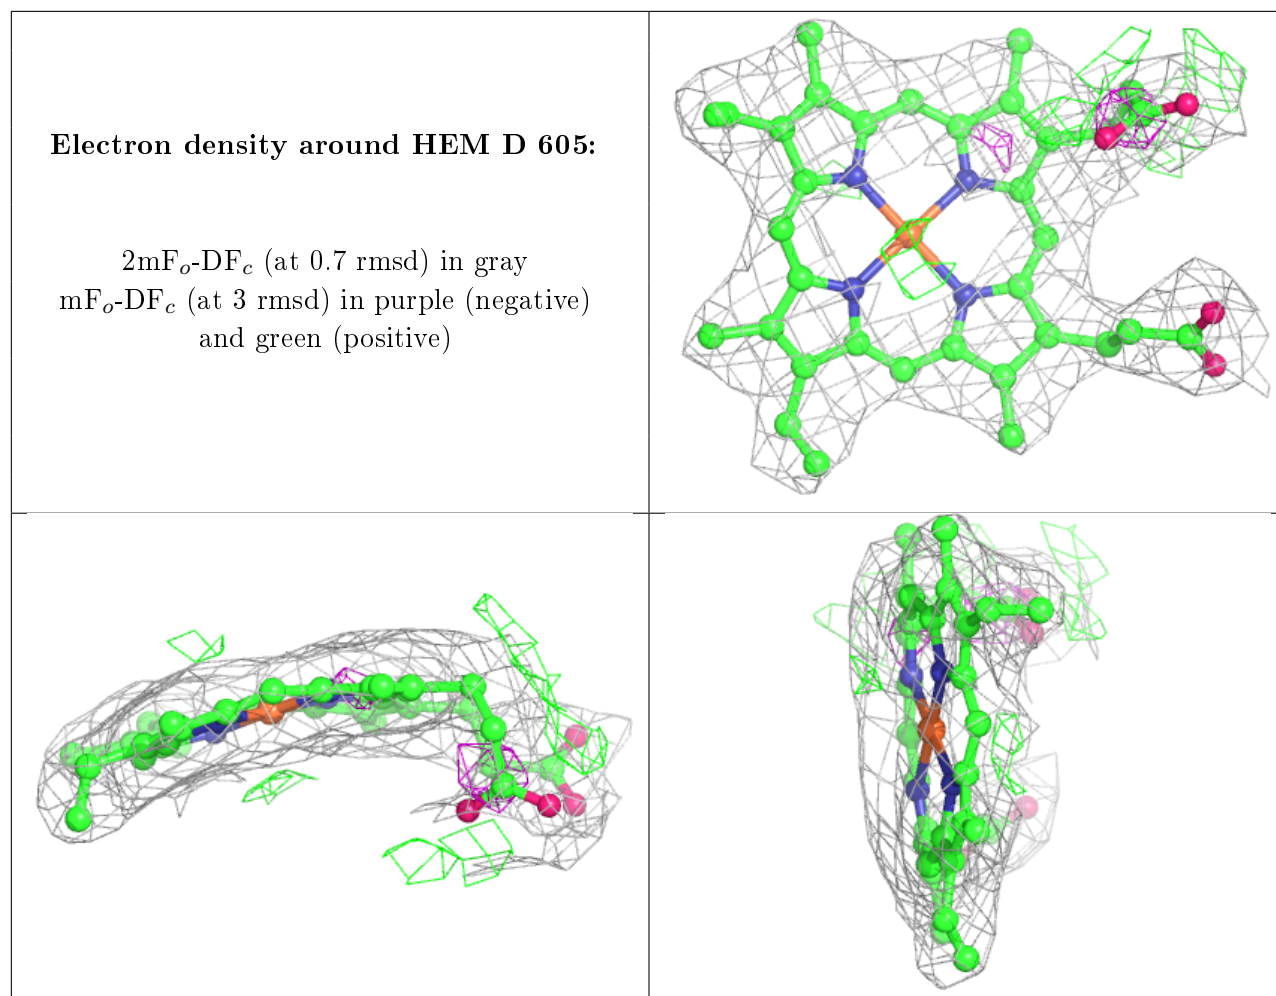 Electron density around HEM D 605:
2mFo-DFc (at 0.7 rmsd) in gray
mFo-DFc (at 3 rmsd) in purple (negative)
and green (positive)